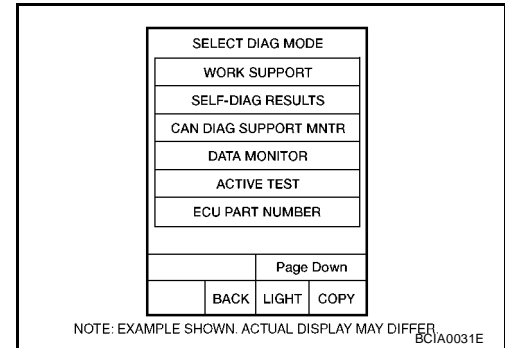 SELECT DIAG MODE
WORK SUPPORT
SELF-DIAG RESULTS
CAN DIAG SUPPORT MNTR
DATA MONITOR
ACTIVE TEST
ECU PART NUMBER
Page Down
BACK LIGHT COPY
NOTE: EXAMPLE SHOWN. ACTUAL DISPLAY MAY DIFFER.
BCIA0031E